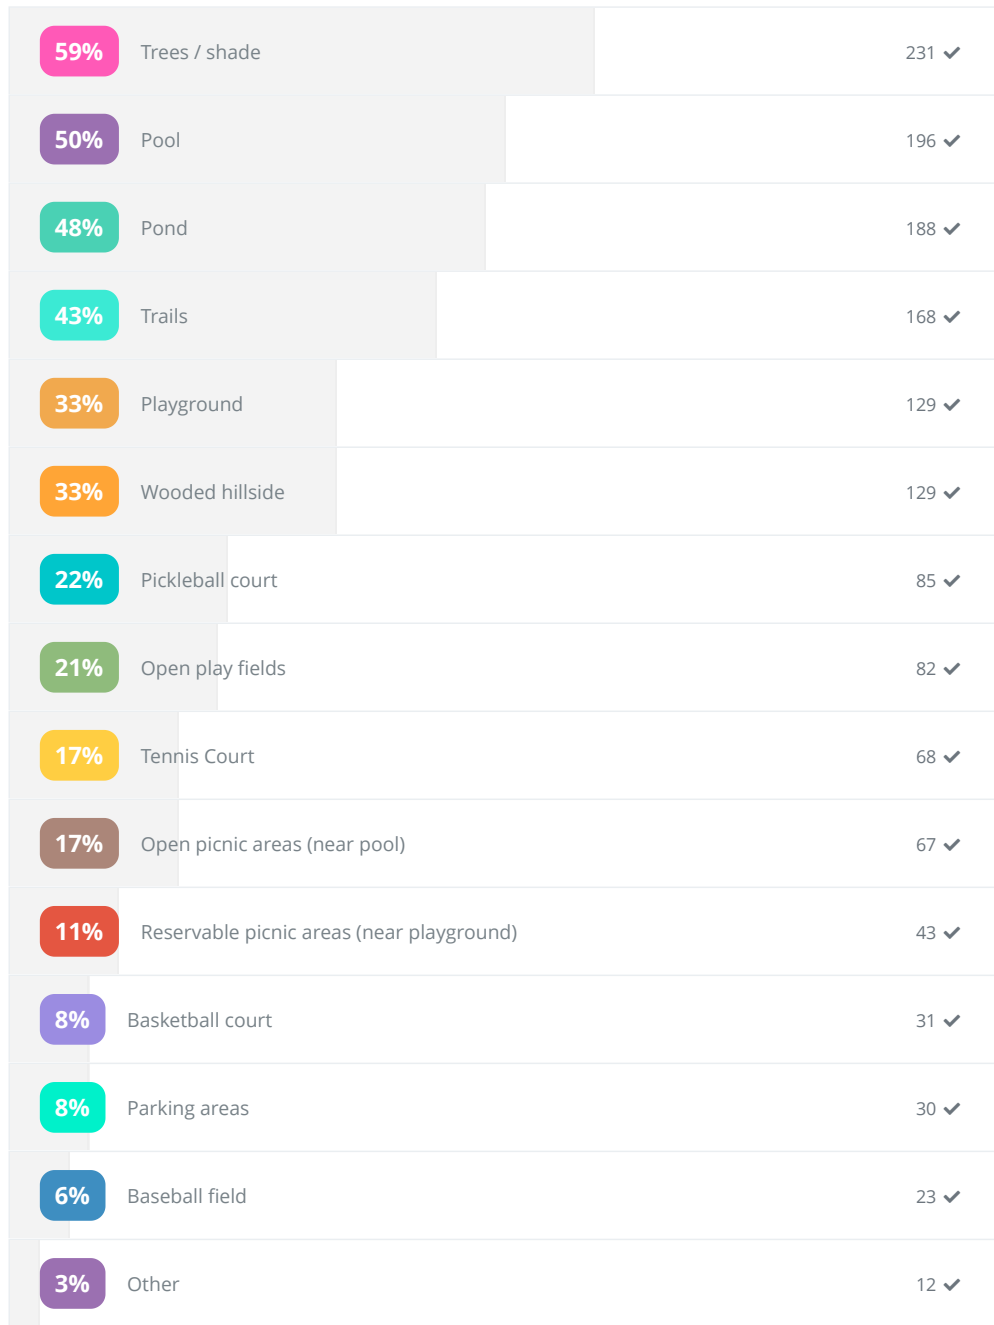 59% Trees / shade 231
50% Pool 196
48% Pond 188
43% Trails 168
33% Playground 129
33% Wooded hillside 129
22% Pickleball court 85
21% Open play fields 82
17% Tennis Court 68
17% Open picnic areas (near pool) 67
11% Reservable picnic areas (near playground) 43
8% Basketball court 31
8% Parking areas 30
6% Baseball field 23
3% Other 12